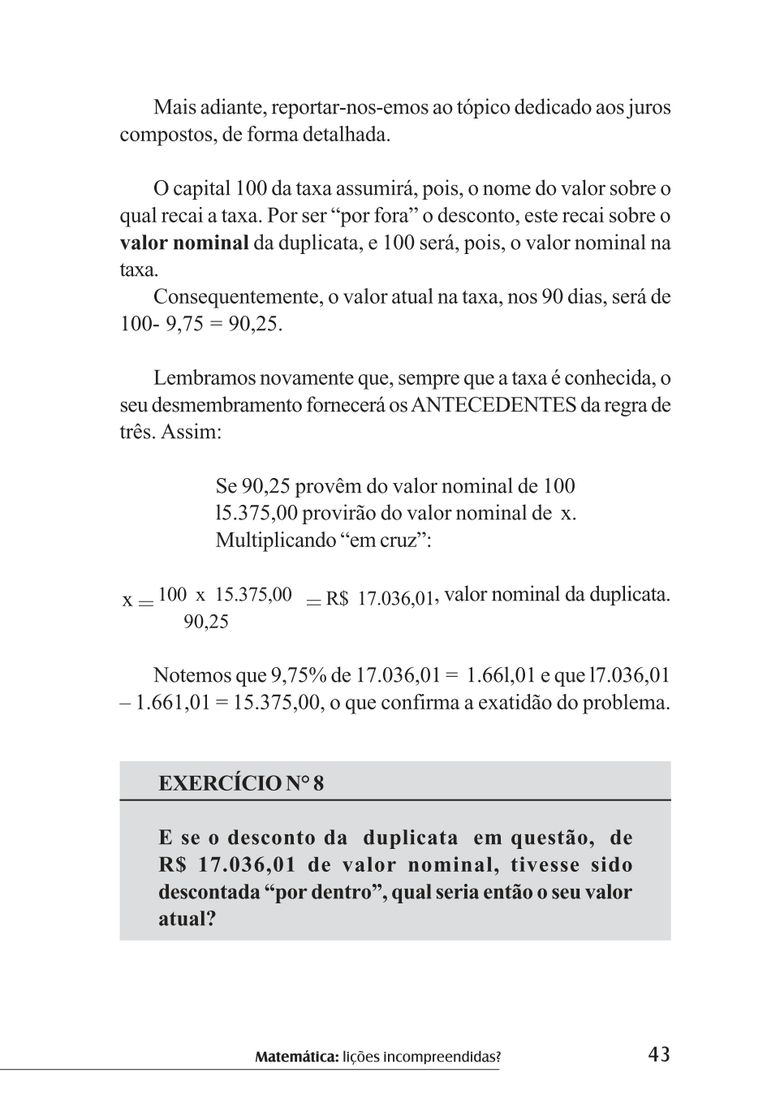 Mais adiante, reportar-nos-emos ao tópico dedicado aos juros
compostos, de forma detalhada.
O capital 100 da taxa assumirá, pois, o nome do valor sobre o
qual recai a taxa. Por ser “por fora” o desconto, este recai sobre o
valor nominal da duplicata, e 100 será, pois, o valor nominal na
taxa.
Consequentemente, o valor atual na taxa, nos 90 dias, será de
100- 9,75 = 90,25.
Lembramos novamente que, sempre que a taxa é conhecida, o
seu desmembramento fornecerá os ANTECEDENTES da regra de
três. Assim:
Se 90,25 provêm do valor nominal de 100
l5.375,00 provirão do valor nominal de x.
Multiplicando “em cruz”:
x = 100 x 15.375,00 = R$ 17.036,01, valor nominal da duplicata.
90,25
Notemos que 9,75% de 17.036,01 = 1.66l,01 e que l7.036,01
– 1.661,01 = 15.375,00, o que confirma a exatidão do problema.
EXERCÍCIO N° 8
E se o desconto da duplicata em questão, de
R$ 17.036,01 de valor nominal, tivesse sido
descontada “por dentro”, qual seria então o seu valor
atual?
Matemática: lições incompreendidas? 43